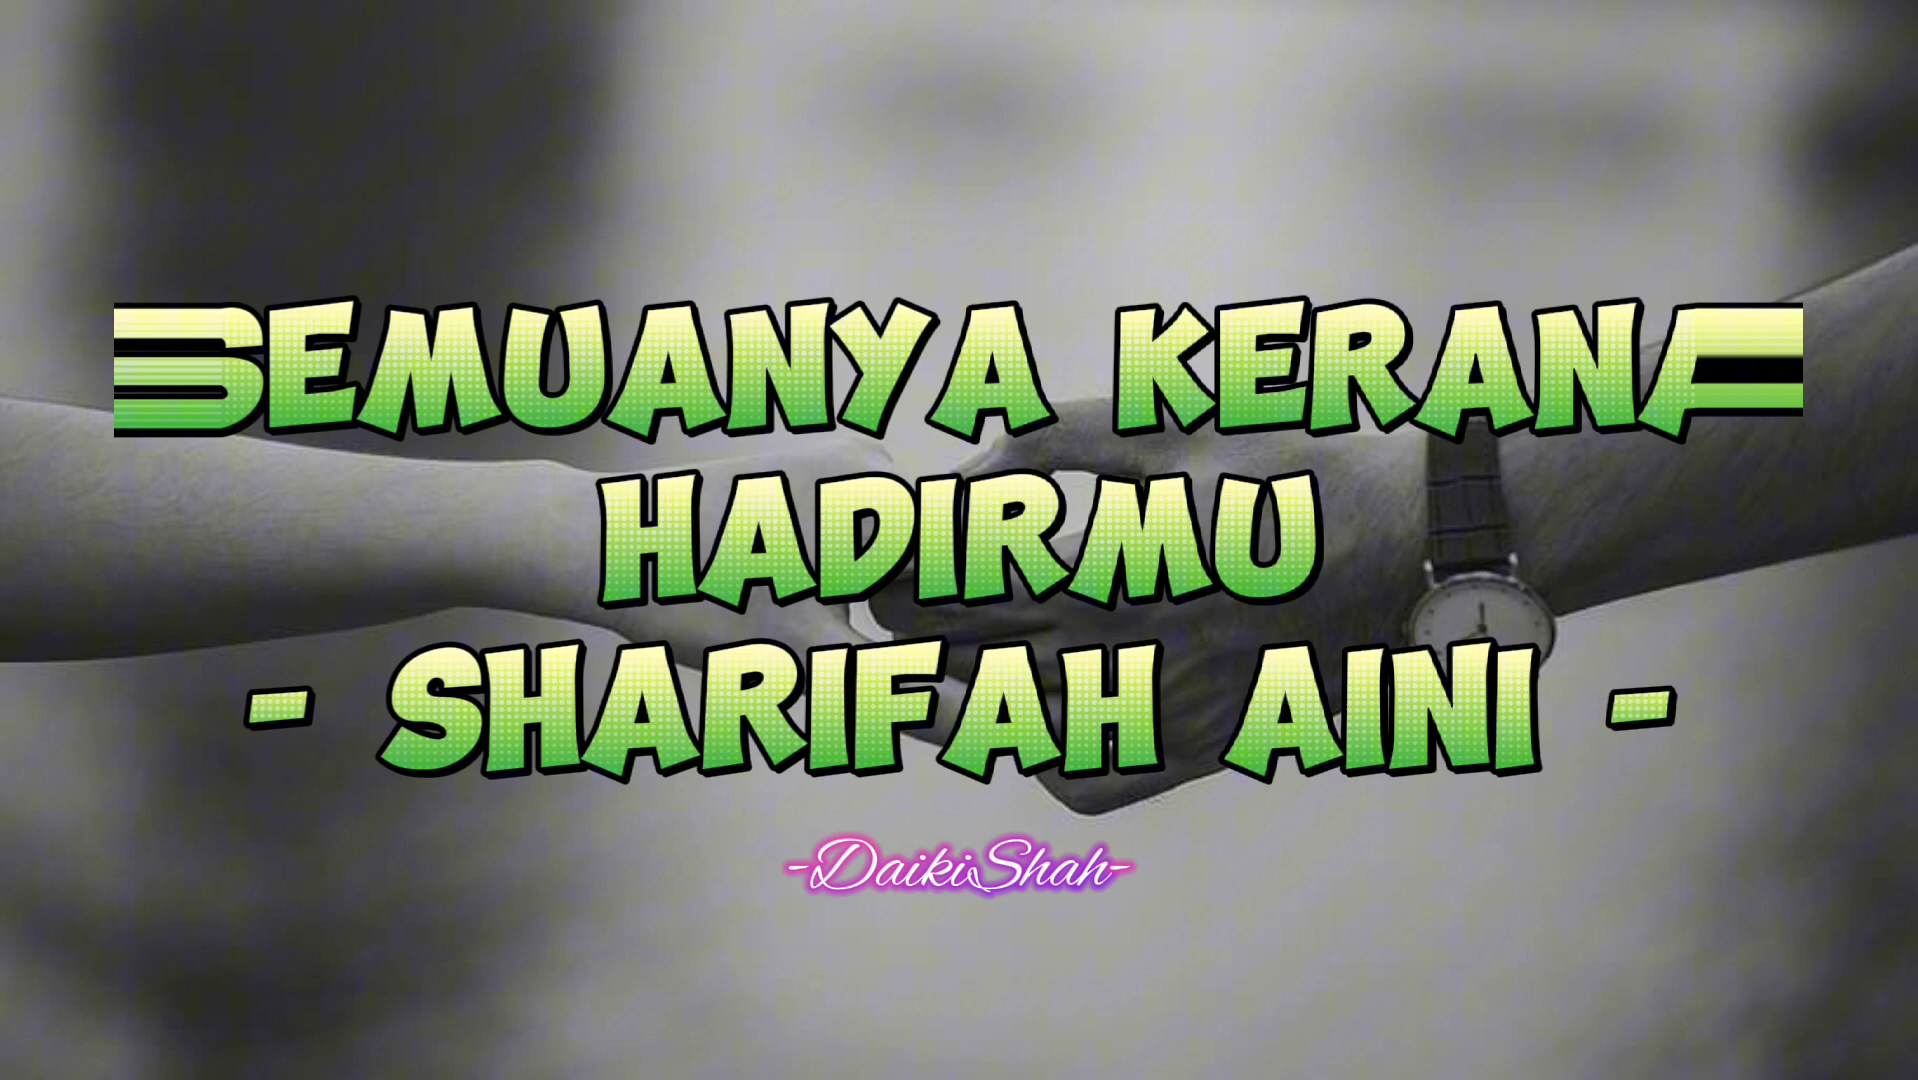 SEMUANYA KERANA
HADIRMU
- SHARIFAH AINI -
-DaikiShah-